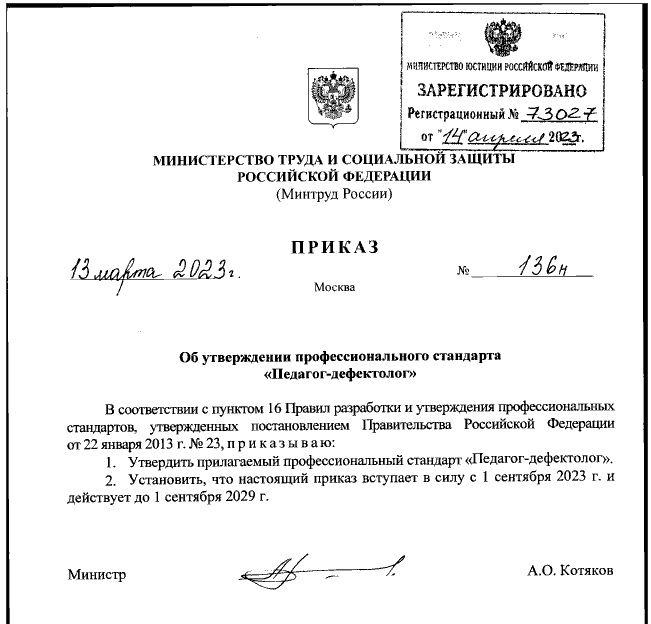 МИНИСТЕРСТВО ЮСТИЦИИ РОССИЙСКОЙ ФЕДЕРАЦИИ
ЗАРЕГИСТРИРОВАНО
Регистрационный № 73027
от "14" апреля 2023г.
МИНИСТЕРСТВО ТРУДА И СОЦИАЛЬНОЙ ЗАЩИТЫ
РОССИЙСКОЙ ФЕДЕРАЦИИ
(Минтруд России)
ПРИКАЗ
13 марта 2023г. № 136н
Москва
Об утверждении профессионального стандарта
«Педагог-дефектолог»
В соответствии с пунктом 16 Правил разработки и утверждения профессиональных
стандартов, утвержденных постановлением Правительства Российской Федерации
от 22 января 2013 г. № 23, приказываю:
1. Утвердить прилагаемый профессиональный стандарт «Педагог-дефектолог».
2. Установить, что настоящий приказ вступает в силу с 1 сентября 2023 г. и
действует до 1 сентября 2029 г.
Министр А.О. Котяков